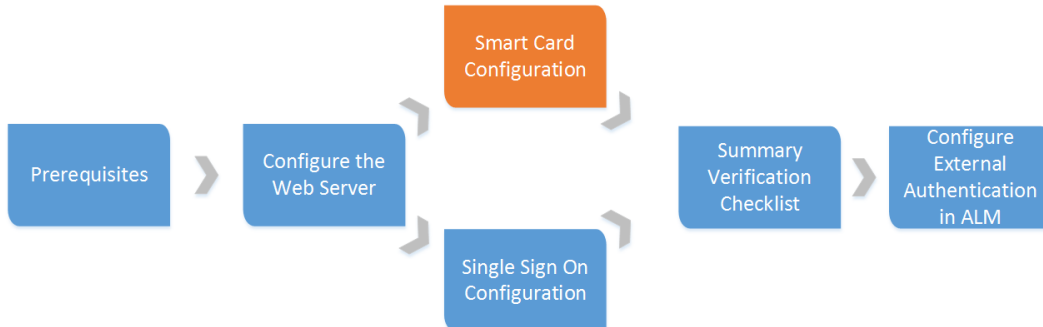 Smart Card
Configuration
Prerequisites
Configure the
Web Server
Summary
Verification
Checklist
Configure
External
Authentication
in ALM
Single Sign On
Configuration